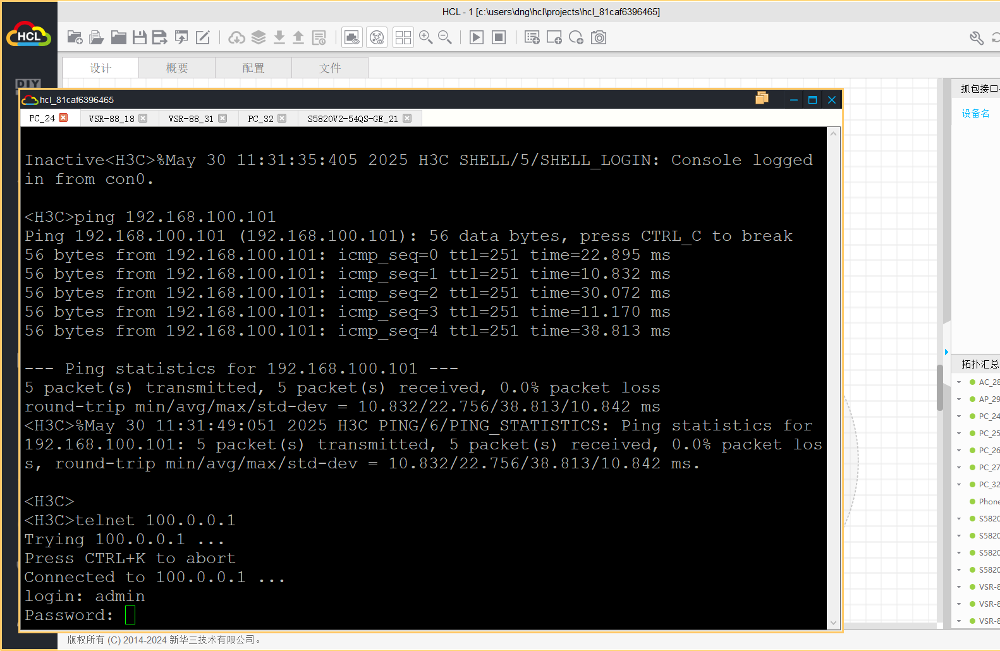 HCL - 1 [c:\users\dng\hcl\projects\hcl_81caf6396465]
HCL
设计 概要 配置 文件
DIY
抓包接口
设备名
hcl_81caf6396465
PC_24 VSR-88_18 VSR-88_31 PC_32 S5820V2-54QS-GE_21
Inactive<H3C>%May 30 11:31:35:405 2025 H3C SHELL/5/SHELL_LOGIN: Console logged
in from con0.
<H3C>ping 192.168.100.101
Ping 192.168.100.101 (192.168.100.101): 56 data bytes, press CTRL_C to break
56 bytes from 192.168.100.101: icmp_seq=0 ttl=251 time=22.895 ms
56 bytes from 192.168.100.101: icmp_seq=1 ttl=251 time=10.832 ms
56 bytes from 192.168.100.101: icmp_seq=2 ttl=251 time=30.072 ms
56 bytes from 192.168.100.101: icmp_seq=3 ttl=251 time=11.170 ms
56 bytes from 192.168.100.101: icmp_seq=4 ttl=251 time=38.813 ms
--- Ping statistics for 192.168.100.101 ---
5 packet(s) transmitted, 5 packet(s) received, 0.0% packet loss
round-trip min/avg/max/std-dev = 10.832/22.756/38.813/10.842 ms
<H3C>%May 30 11:31:49:051 2025 H3C PING/6/PING_STATISTICS: Ping statistics for
192.168.100.101: 5 packet(s) transmitted, 5 packet(s) received, 0.0% packet los
s, round-trip min/avg/max/std-dev = 10.832/22.756/38.813/10.842 ms.
<H3C>
<H3C>telnet 100.0.0.1
Trying 100.0.0.1 ...
Press CTRL+K to abort
Connected to 100.0.0.1 ...
login: admin
Password:
拓扑汇总
AC_28
AP_29
PC_24
PC_25
PC_26
PC_27
PC_32
Phone
S5820
S5820
S5820
S5820
VSR-8
VSR-8
VSR-8
版权所有 (C) 2014-2024 新华三技术有限公司。